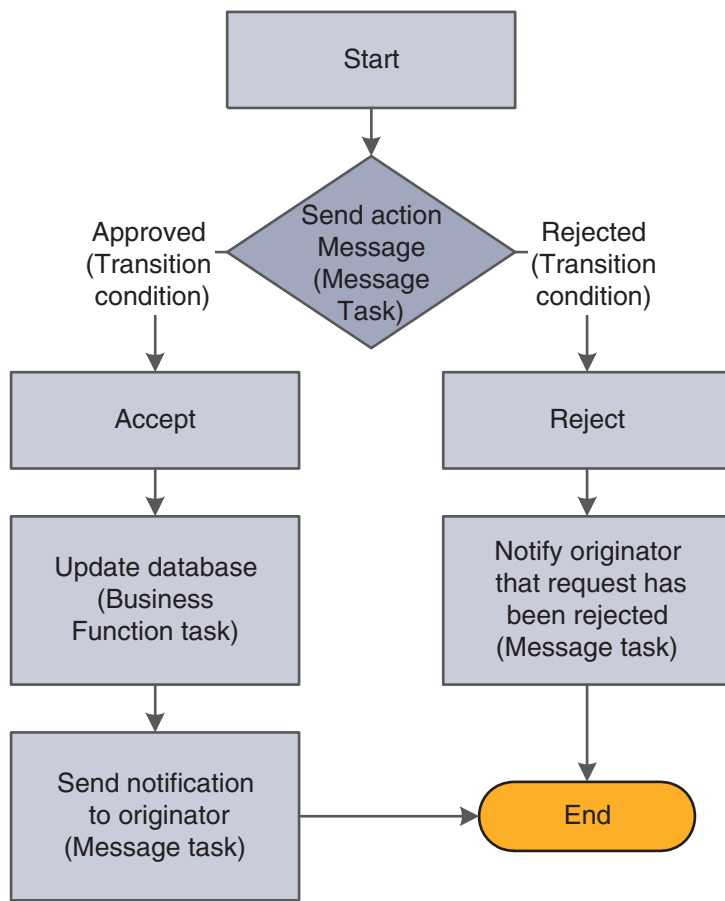 Start
Send action
Message
(Message
Task)
Approved
(Transition
condition)
Rejected
(Transition
condition)
Accept
Reject
Update database
(Business
Function task)
Notify originator
that request has
been rejected
(Message task)
Send notification
to originator
(Message task)
End